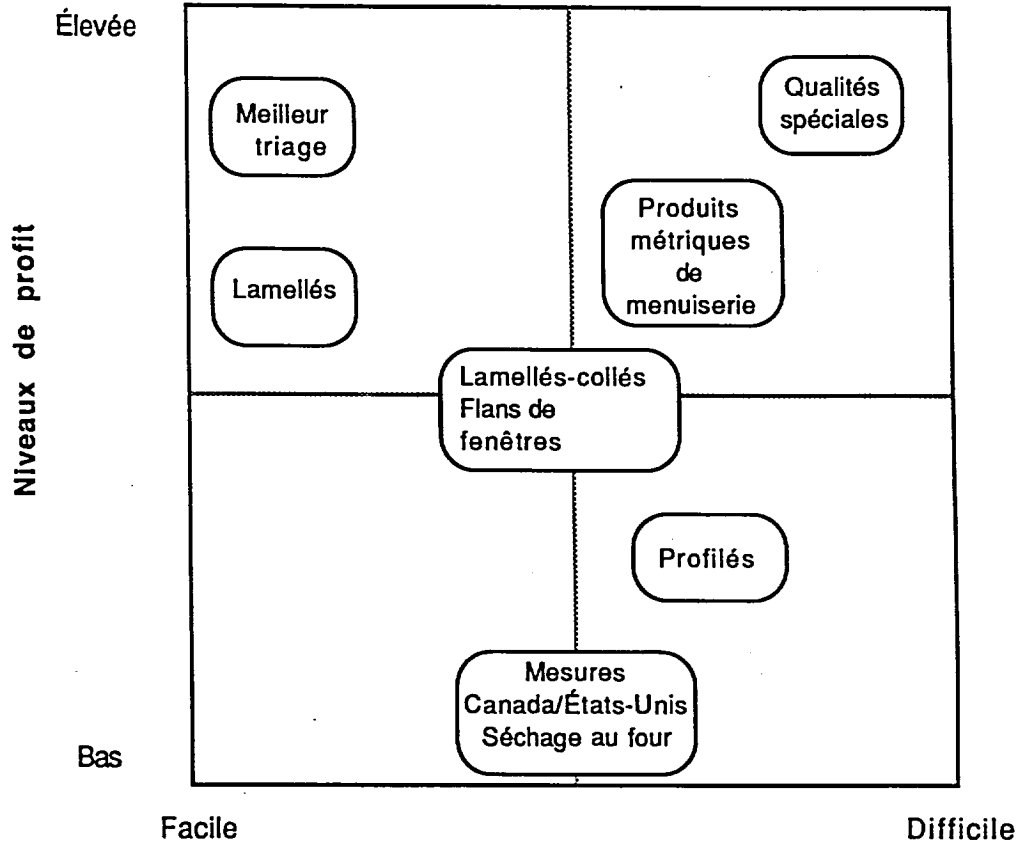 Élevée
Meilleur
triage
Qualités
spéciales
Produits
métriques
de
menuiserie
Lamellés
Niveaux de profit
Lamellés-collés
Flans de
fenêtres
Profilés
Mesures
Canada/États-Unis
Séchage au four
Bas
Facile
Difficile